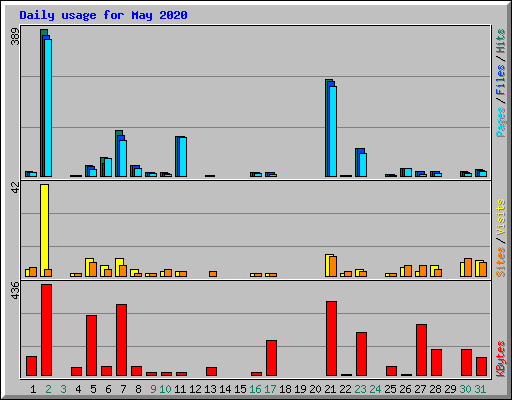 Daily usage for May 2020
389
Pages / Files / Hits
42
Sites / Visits
436
KBytes
1 2 3 4 5 6 7 8 9 10 11 12 13 14 15 16 17 18 19 20 21 22 23 24 25 26 27 28 29 30 31